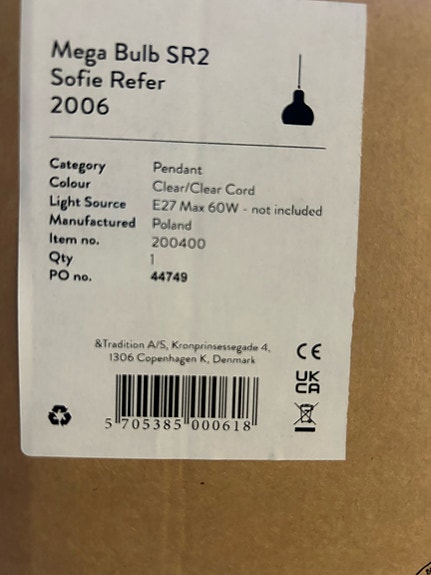 Mega Bulb SR2
Sofie Refer
2006
Category Pendant
Colour Clear/Clear Cord
Light Source E27 Max 60W - not included
Manufactured Poland
Item no. 200400
Qty 1
PO no. 44749
&Tradition A/S, Kronprinsessegade 4,
1306 Copenhagen K, Denmark
CE
UK
CA
5 705385 000618